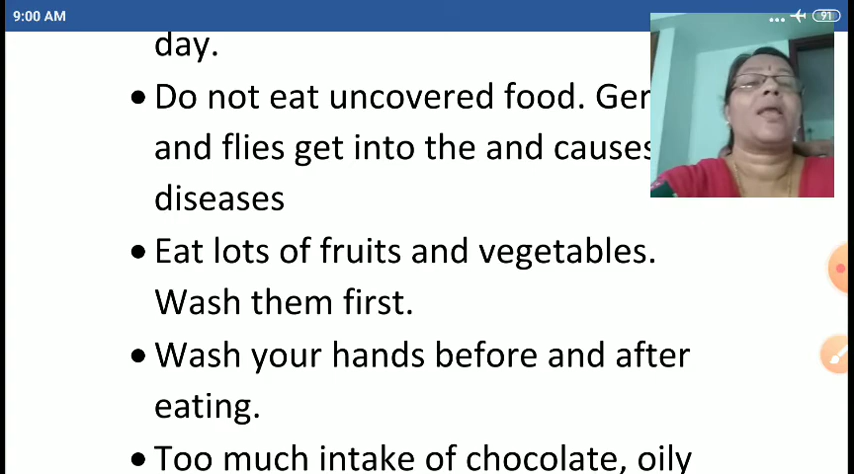 9:00 AM
91
day.
• Do not eat uncovered food. Ger
and flies get into the and causes
diseases
• Eat lots of fruits and vegetables.
Wash them first.
• Wash your hands before and after
eating.
• Too much intake of chocolate, oily